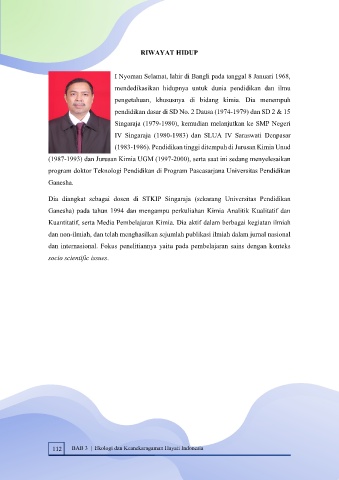 RIWAYAT HIDUP
I Nyoman Selamat, lahir di Bangli pada tanggal 8 Januari 1968,
mendedikasikan hidupnya untuk dunia pendidikan dan ilmu
pengetahuan, khususnya di bidang kimia. Dia menempuh
pendidikan dasar di SD No. 2 Dausa (1974-1979) dan SD 2 & 15
Singaraja (1979-1980), kemudian melanjutkan ke SMP Negeri
IV Singaraja (1980-1983) dan SLUA IV Saraswati Denpasar
(1983-1986). Pendidikan tinggi ditempuh di Jurusan Kimia Unud
(1987-1993) dan Jurusan Kimia UGM (1997-2000), serta saat ini sedang menyelesaikan
program doktor Teknologi Pendidikan di Program Pascasarjana Universitas Pendidikan
Ganesha.
Dia diangkat sebagai dosen di STKIP Singaraja (sekarang Universitas Pendidikan
Ganesha) pada tahun 1994 dan mengampu perkuliahan Kimia Analitik Kualitatif dan
Kuantitatif, serta Media Pembelajaran Kimia. Dia aktif dalam berbagai kegiatan ilmiah
dan non-ilmiah, dan telah menghasilkan sejumlah publikasi ilmiah dalam jurnal nasional
dan internasional. Fokus penelitiannya yaitu pada pembelajaran sains dengan konteks
socio scientific issues.
112 BAB 3 | Ekologi dan Keanekaragaman Hayati Indonesia